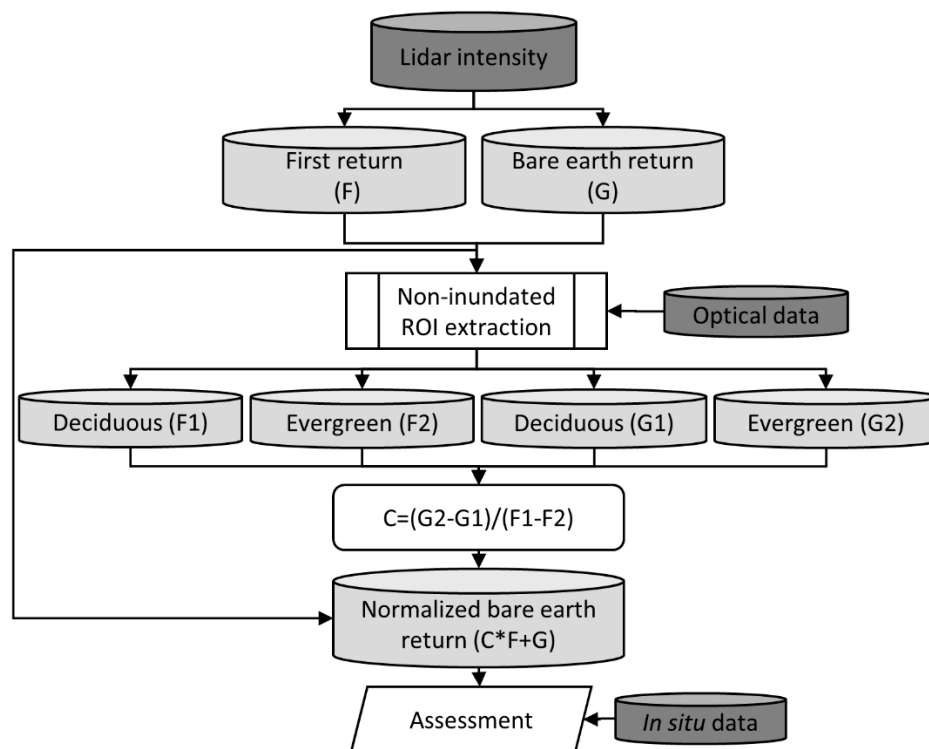 Lidar intensity
First return
(F)
Bare earth return
(G)
Non-inundated
ROI extraction
Optical data
Deciduous (F1)
Evergreen (F2)
Deciduous (G1)
Evergreen (G2)
C=(G2-G1)/(F1-F2)
Normalized bare earth
return (C*F+G)
Assessment
In situ data